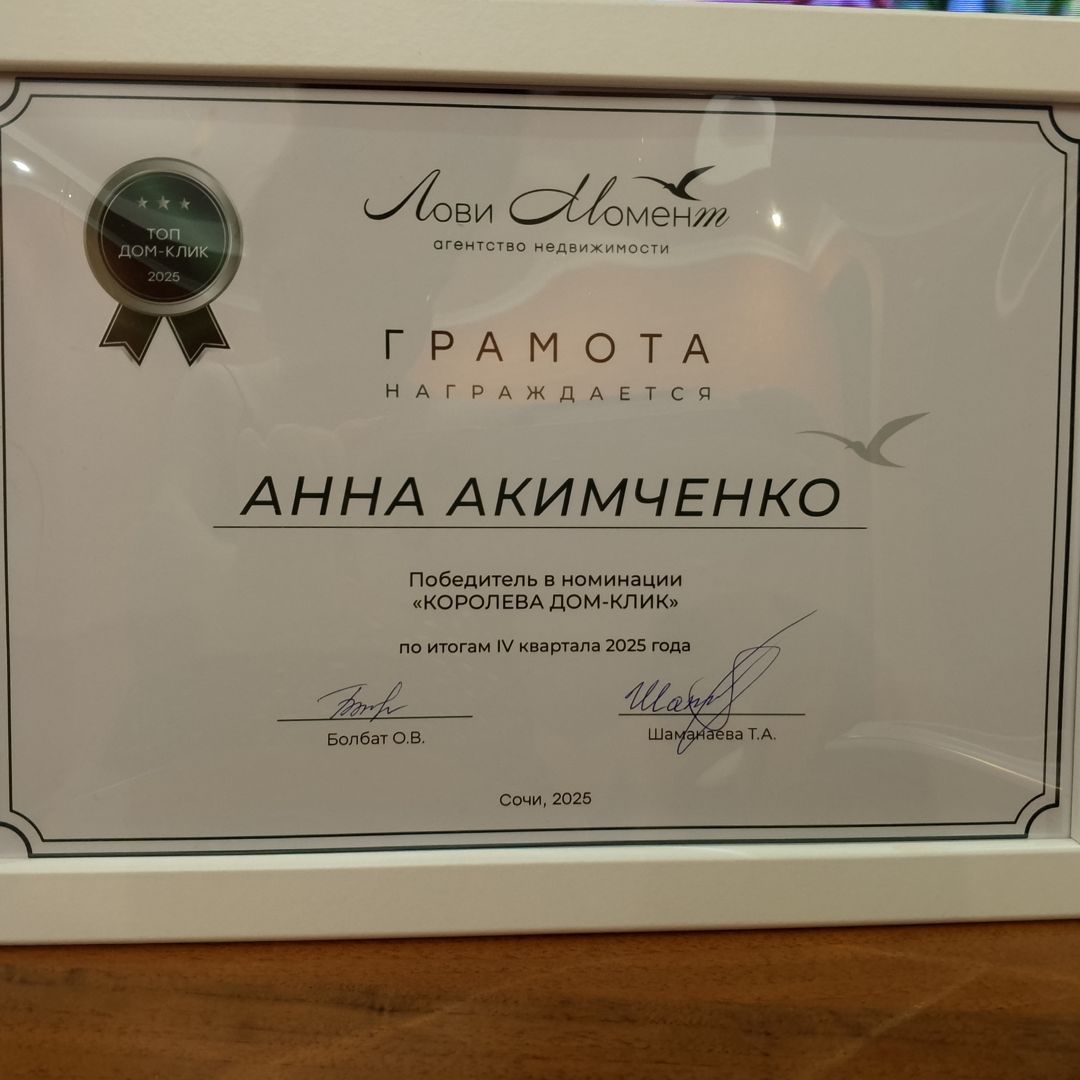 Лови Момент
агентство недвижимости
ТОП
ДОМ-КЛИК
2025
ГРАМОТА
НАГРАЖДАЕТСЯ
АННА АКИМЧЕНКО
Победитель в номинации
«КОРОЛЕВА ДОМ-КЛИК»
по итогам IV квартала 2025 года
Болбат О.В.
Шаманаева Т.А.
Сочи, 2025